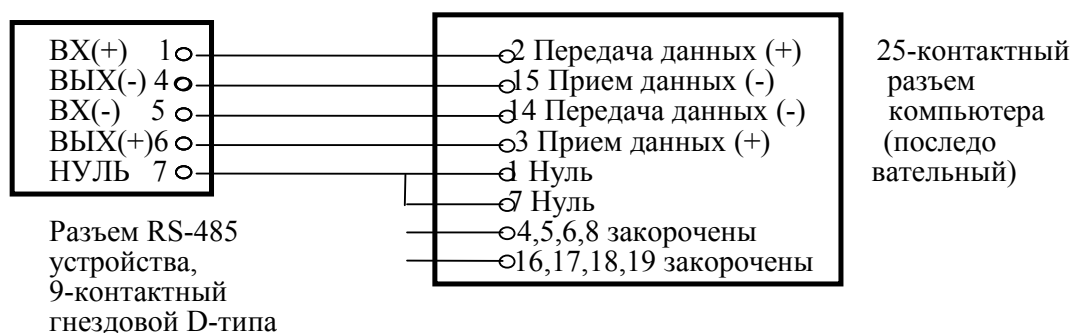 ВХ(+) 1
ВЫХ(-) 4
ВХ(-) 5
ВЫХ(+)6
НУЛЬ 7
Разъем RS-485
устройства,
9-контактный
гнездовой D-типа
2 Передача данных (+)
15 Прием данных (-)
14 Передача данных (-)
3 Прием данных (+)
1 Нуль
7 Нуль
4,5,6,8 закорочены
16,17,18,19 закорочены
25-контактный
разъем
компьютера
(последо
вательный)